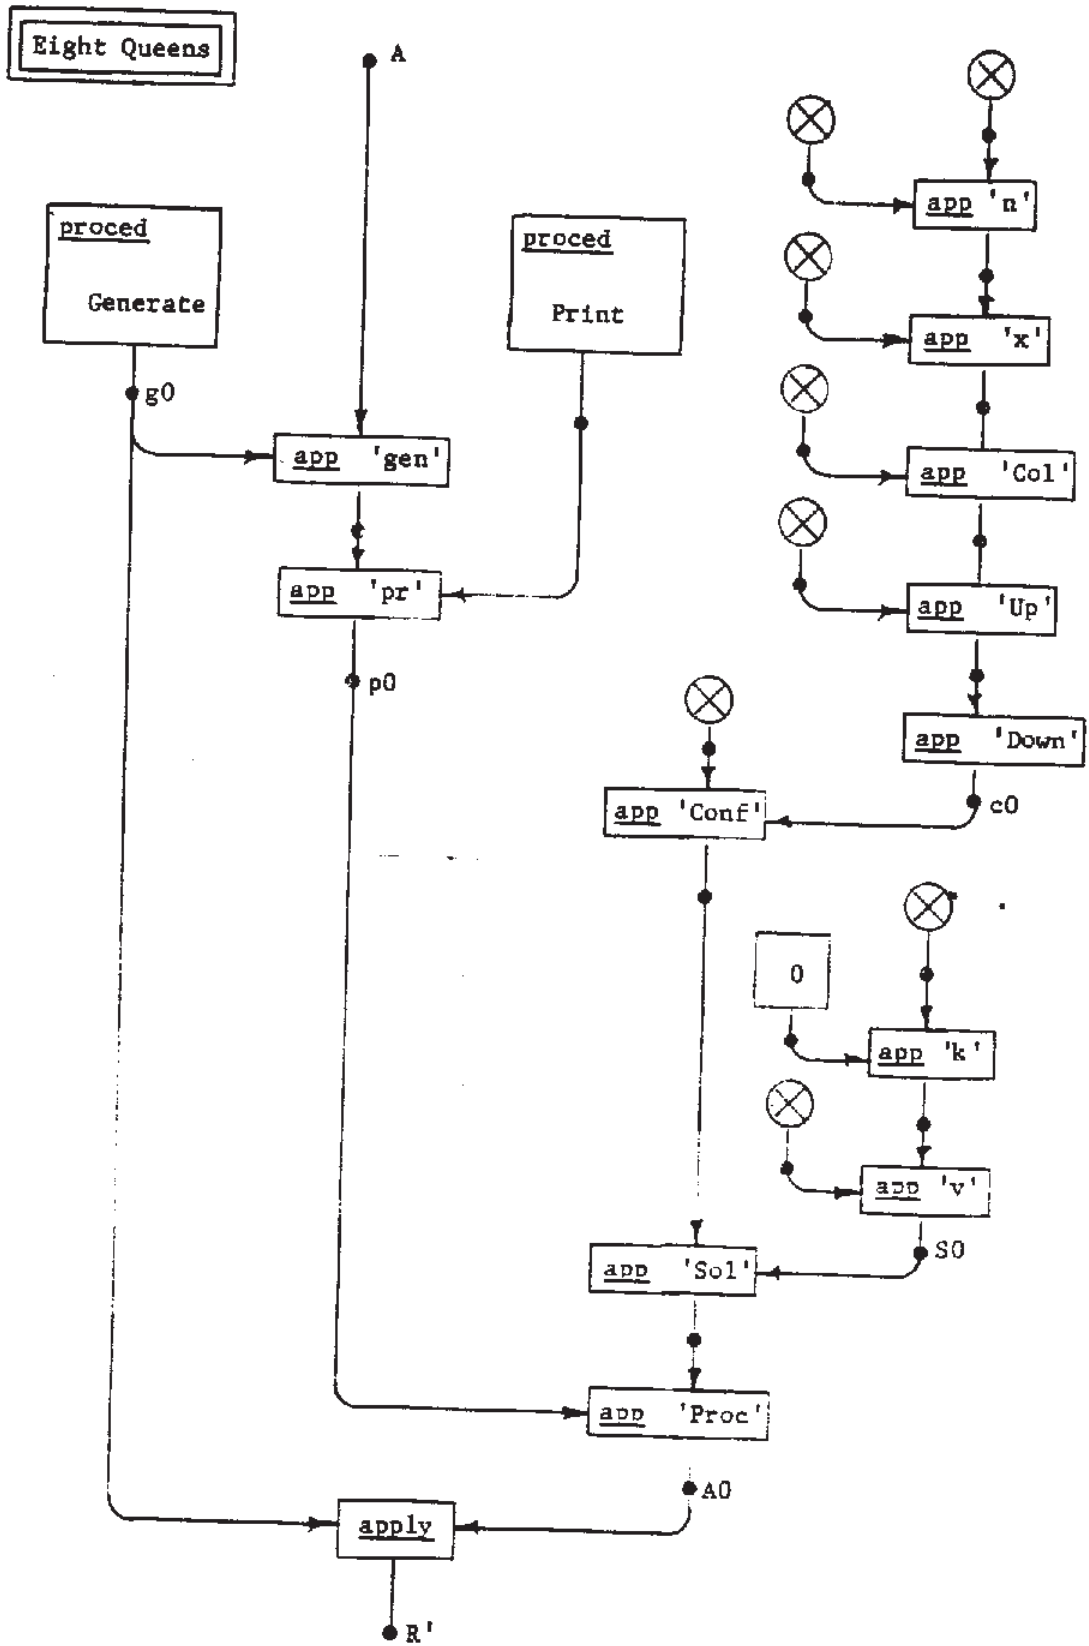 Eight Queens
A
app 'n'
proced
Generate
proced
Print
app 'x'
g0
app 'gen'
app 'Col'
app 'pr'
app 'Up'
p0
app 'Down'
c0
app 'Conf'
0
app 'k'
app 'v'
S0
app 'Sol'
app 'Proc'
A0
apply
R'